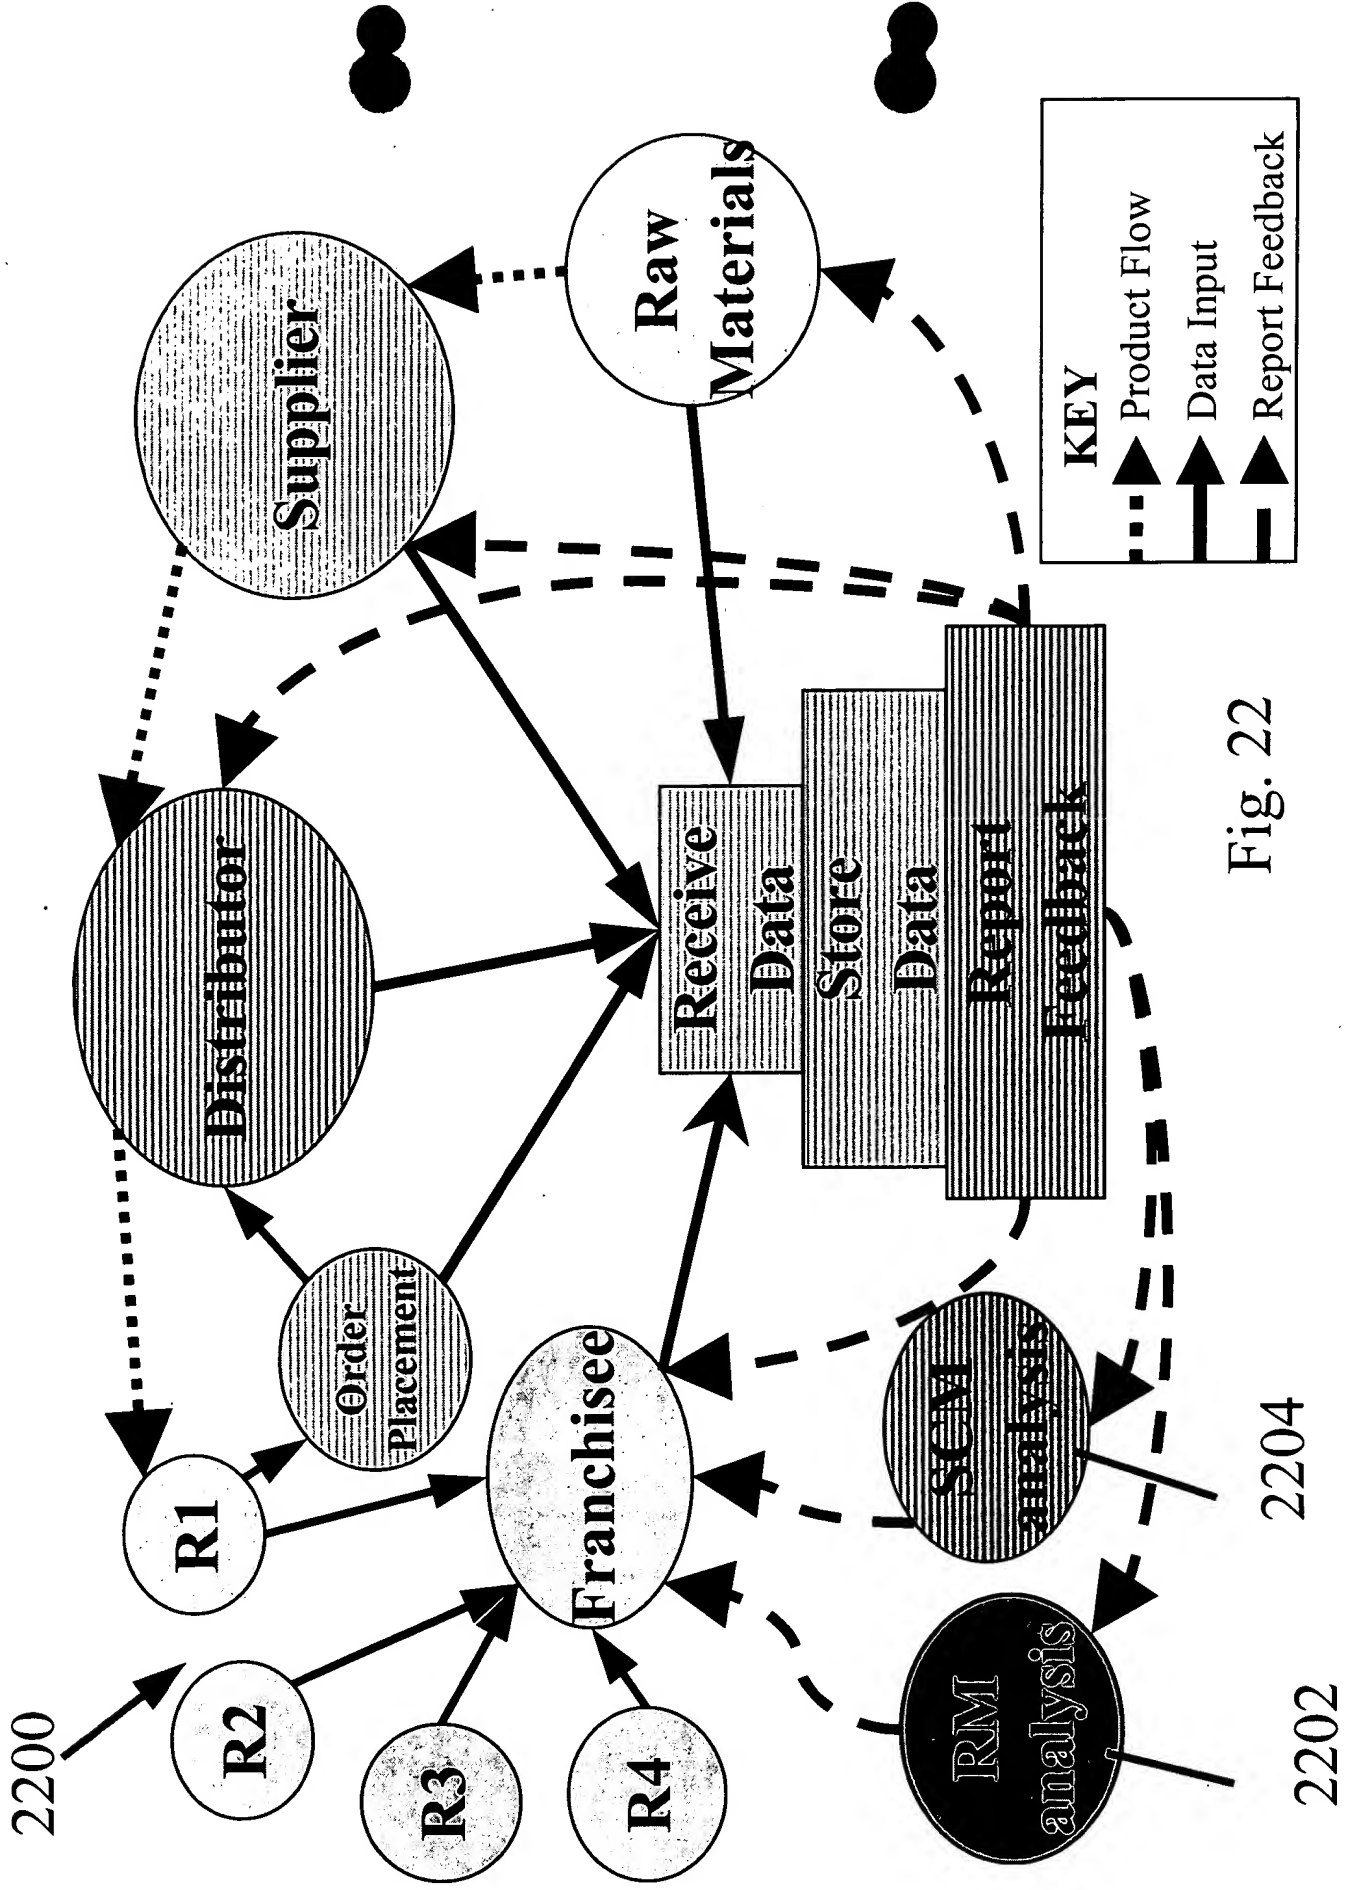 2200
R1
R2
R3
R4
Order
Placement
Distributor
Supplier
Franchisee
Raw
Materials
Receive
Data
Store
Data
Report
Feedback
RM
analysis
SCM
analysis
2202
2204
Fig. 22
KEY
Product Flow
Data Input
Report Feedback